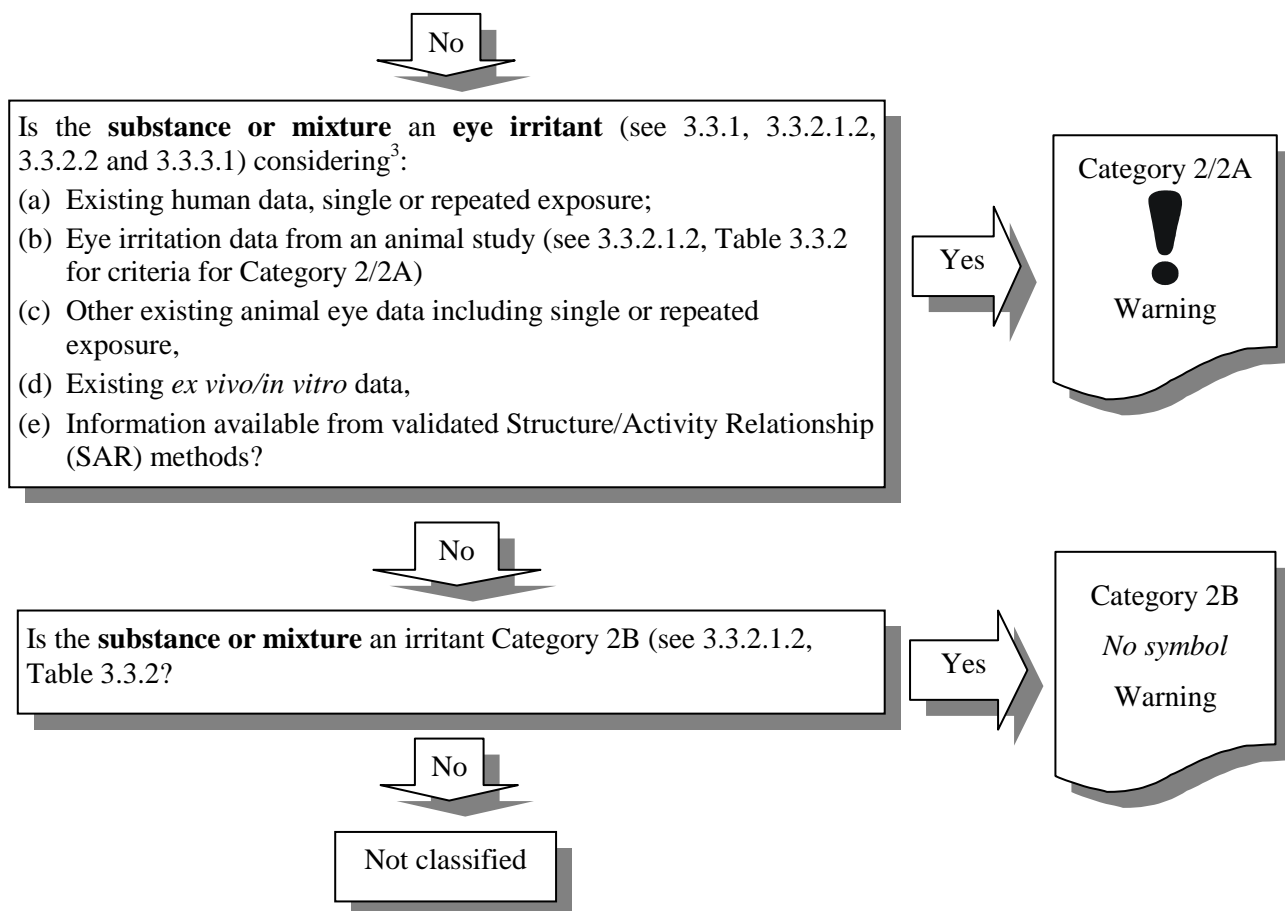 No
Is the substance or mixture an eye irritant (see 3.3.1, 3.3.2.1.2,
3.3.2.2 and 3.3.3.1) considering3:
(a) Existing human data, single or repeated exposure;
(b) Eye irritation data from an animal study (see 3.3.2.1.2, Table 3.3.2
for criteria for Category 2/2A)
(c) Other existing animal eye data including single or repeated
exposure,
(d) Existing ex vivo/in vitro data,
(e) Information available from validated Structure/Activity Relationship
(SAR) methods?
Yes
Category 2/2A
!
Warning
No
Is the substance or mixture an irritant Category 2B (see 3.3.2.1.2,
Table 3.3.2?
Yes
Category 2B
No symbol
Warning
No
Not classified